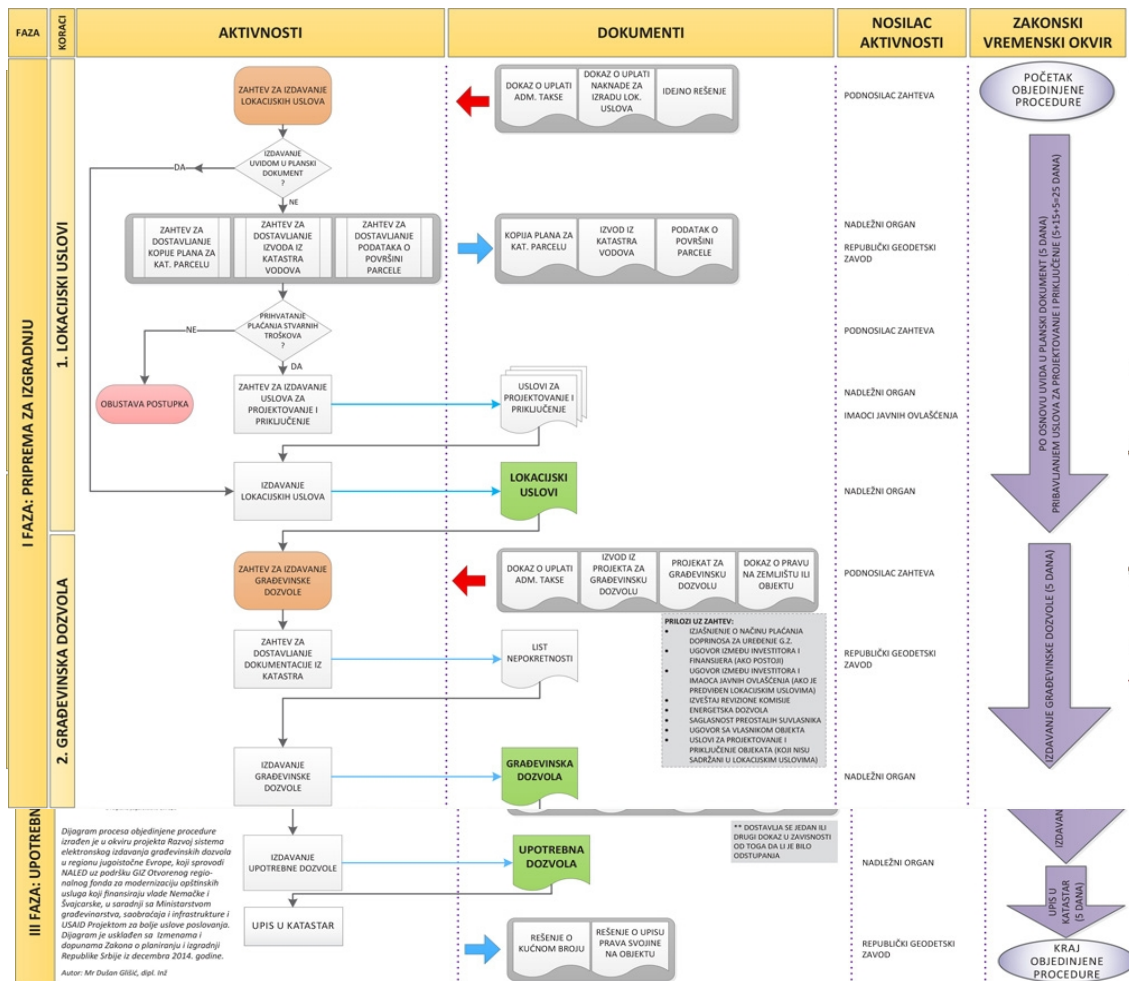 FAZA
KORACI
AKTIVNOSTI
DOKUMENTI
NOSILAC
AKTIVNOSTI
ZAKONSKI
VREMENSKI OKVIR
I FAZA: PRIPREMA ZA IZGRADNJU
1. LOKACIJSKI USLOVI
ZAHTEV ZA IZDAVANJE
LOKACIJSKIH USLOVA
DOKAZ O UPLATI
ADM. TAKSE
DOKAZ O UPLATI
NAKNADE ZA
IZRADU LOK.
USLOVA
IDEJNO REŠENJE
PODNOSILAC ZAHTEVA
POČETAK
OBJEDINJENE
PROCEDURE
IZDAVANJE
UVIDOM U PLANSKI
DOKUMENT
?
DA
NE
ZAHTEV ZA
DOSTAVLJANJE
KOPIJE PLANA ZA
KAT. PARCELU
ZAHTEV ZA
DOSTAVLJANJE
IZVODA IZ
KATASTRA
VODOVA
ZAHTEV ZA
DOSTAVLJANJE
PODATAKA O
POVRŠINI
PARCELE
KOPIJA PLANA ZA
KAT. PARCELU
IZVOD IZ
KATASTRA
VODOVA
PODATAK O
POVRŠINI
PARCELE
NADLEŽNI ORGAN
REPUBLIČKI GEODETSKI
ZAVOD
PRIHVATANJE
PLAĆANJA STVARNIH
TROŠKOVA
?
NE
DA
PODNOSILAC ZAHTEVA
OBUSTAVA POSTUPKA
ZAHTEV ZA IZDAVANJE
USLOVA ZA
PROJEKTOVANJE I
PRIKLJUČENJE
USLOVI ZA
PROJEKTOVANJE I
PRIKLJUČENJE
NADLEŽNI ORGAN
IMAOCI JAVNIH OVLAŠĆENJA
IZDAVANJE
LOKACIJSKIH USLOVA
LOKACIJSKI
USLOVI
NADLEŽNI ORGAN
PO OSNOVU UVIDA U PLANSKI DOKUMENT (5 DANA)
PRIBAVLJANJEM USLOVA ZA PROJEKTOVANJE I PRIKLJUČENJE (5+15+5=25 DANA)
2. GRAĐEVINSKA DOZVOLA
ZAHTEV ZA IZDAVANJE
GRAĐEVINSKE
DOZVOLE
DOKAZ O UPLATI
ADM. TAKSE
IZVOD IZ
PROJEKTA ZA
GRAĐEVINSKU
DOZVOLU
PROJEKAT ZA
GRAĐEVINSKU
DOZVOLU
DOKAZ O PRAVU
NA ZEMLJIŠTU ILI
OBJEKTU
PODNOSILAC ZAHTEVA
PRILOZI UZ ZAHTEV:
• IZJAŠNJENJE O NAČINU PLAĆANJA
DOPRINOSA ZA UREĐENJE G.Z.
• UGOVOR IZMEĐU INVESTITORA I
FINANSIJERA (AKO POSTOJI)
• UGOVOR IZMEĐU INVESTITORA I
IMAOCA JAVNIH OVLAŠĆENJA (AKO JE
PREDVIĐEN LOKACIJSKIM USLOVIMA)
• IZVEŠTAJ REVIZIONE KOMISIJE
• ENERGETSKA DOZVOLA
• SAGLASNOST PREOSTALIH SUVLASNIKA
• UGOVOR SA VLASNIKOM OBJEKTA
• USLOVI ZA PROJEKTOVANJE I
PRIKLJUČENJE OBJEKATA (KOJI NISU
SADRŽANI U LOKACIJSKIM USLOVIMA)
ZAHTEV ZA
DOSTAVLJANJE
DOKUMENTACIJE IZ
KATASTRA
LIST
NEPOKRETNOSTI
REPUBLIČKI GEODETSKI
ZAVOD
IZDAVANJE
GRAĐEVINSKE
DOZVOLE
GRAĐEVINSKA
DOZVOLA
NADLEŽNI ORGAN
IZDAVANJE GRAĐEVINSKE DOZVOLE (5 DANA)
III FAZA: UPOTREBN
Dijagram procesa objedinjene procedure
izrađen je u okviru projekta Razvoj sistema
elektronskog izdavanja građevinskih dozvola
u regionu jugoistočne Evrope, koji sprovodi
NALED uz podršku GIZ Otvorenog regio-
nalnog fonda za modernizaciju opštinskih
usluga koji finansiraju vlade Nemačke i
Švajcarske, u saradnji sa Ministarstvom
građevinarstva, saobraćaja i infrastrukture i
USAID Projektom za bolje uslove poslovanja.
Dijagram je usklađen sa Izmenama i
dopunama Zakona o planiranju i izgradnji
Republike Srbije iz decembra 2014. godine.
Autor: Mr Dušan Glišić, dipl. Inž
IZDAVANJE
UPOTREBNE DOZVOLE
UPOTREBNA
DOZVOLA
** DOSTAVLJA SE JEDAN ILI
DRUGI DOKAZ U ZAVISNOSTI
OD TOGA DA LI JE BILO
ODSTUPANJA
NADLEŽNI ORGAN
IZDAVAN
UPIS U KATASTAR
REŠENJE O
KUĆNOM BROJU
REŠENJE O UPISU
PRAVA SVOJINE
NA OBJEKTU
REPUBLIČKI GEODETSKI
ZAVOD
UPIS U
KATASTAR
(5 DANA)
KRAJ
OBJEDINJENE
PROCEDURE